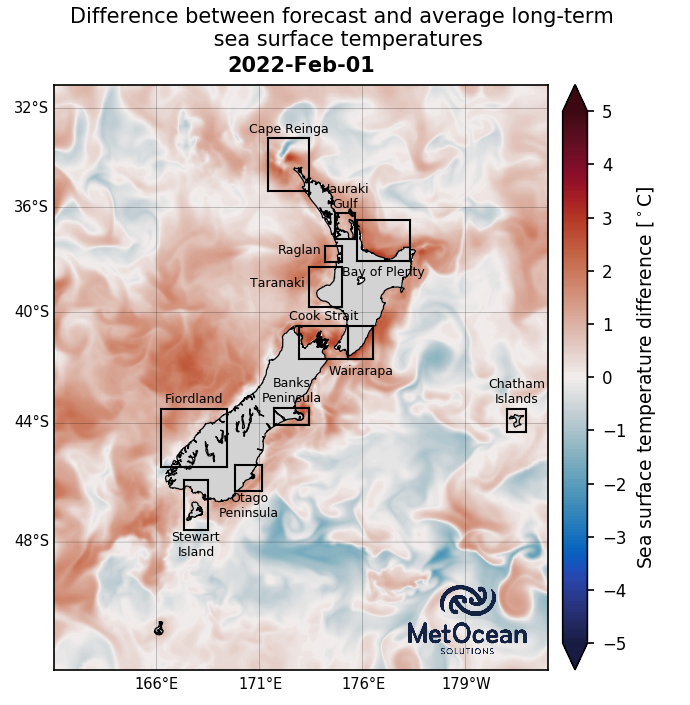 Difference between forecast and average long-term
sea surface temperatures
2022-Feb-01
32°S
36°S
40°S
44°S
48°S
166°E
171°E
176°E
179°W
Cape Reinga
Hauraki
Gulf
Raglan
Bay of Plenty
Taranaki
Cook Strait
Wairarapa
Banks
Peninsula
Fiordland
Chatham
Islands
Otago
Peninsula
Stewart
Island
MetOcean
SOLUTIONS
5
4
3
2
1
0
−1
−2
−3
−4
−5
Sea surface temperature difference [°C]